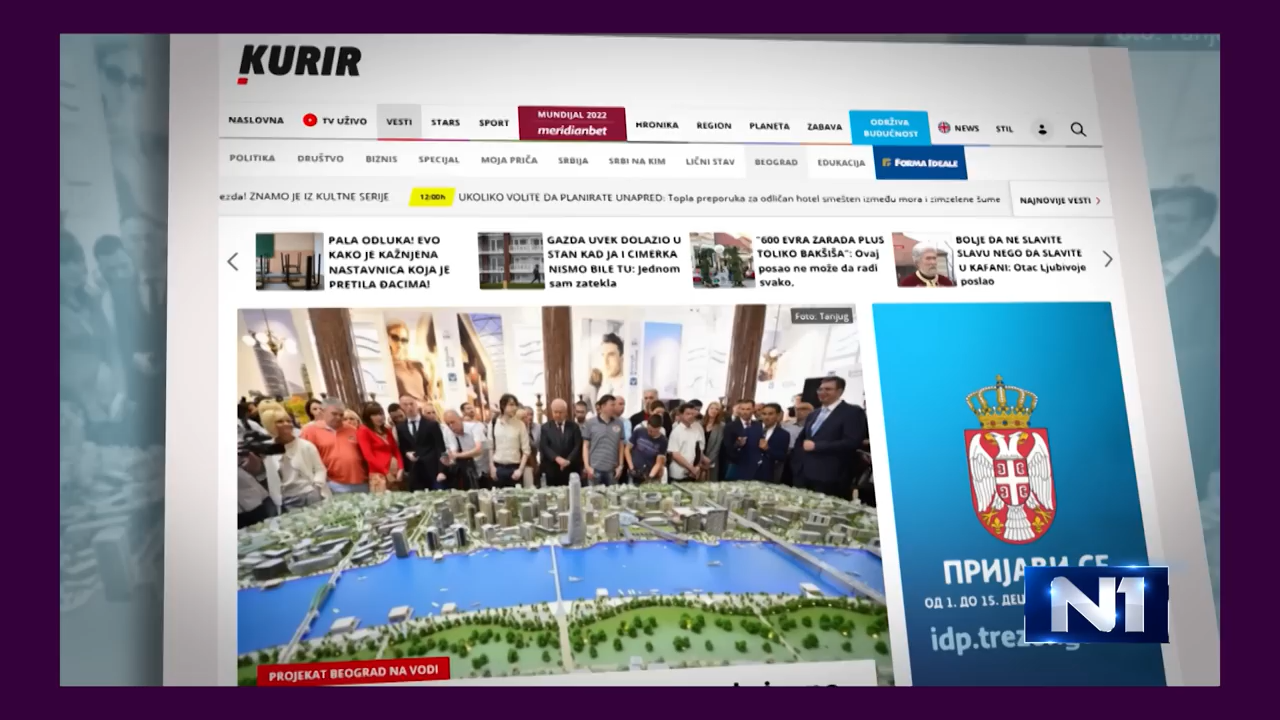 KURIR
NASLOVNA TV UŽIVO VESTI STARS SPORT MUNDIJAL 2022 meridianbet HRONIKA REGION PLANETA ZABAVA ODRŽIVA BUDUĆNOST NEWS STIL
POLITIKA DRUŠTVO BIZNIS SPECIJAL MOJA PRIČA SRBIJA SRBI NA KIM LIČNI STAV BEOGRAD EDUKACIJA FORMA IDEALE
ezda! ZNAMO JE IZ KULTNE SERIJE 12:00h UKOLIKO VOLITE DA PLANIRATE UNAPRED: Topla preporuka za odličan hotel smešten između mora i zimzelene šume NAJNOVIJE VESTI
PALA ODLUKA! EVO
KAKO JE KAŽNJENA
NASTAVNICA KOJA JE
PRETILA ĐACIMA!
GAZDA UVEK DOLAZIO U
STAN KAD JA I CIMERKA
NISMO BILE TU: Jednom
sam zatekla
"600 EVRA ZARADA PLUS
TOLIKO BAKŠIŠA": Ovaj
posao ne može da radi
svako.
BOLJE DA NE SLAVITE
SLAVU NEGO DA SLAVITE
U KAFANI: Otac Ljubivoje
poslao
Foto: Tanjug
PROJEKAT BEOGRAD NA VODI
ПРИЈАВИ СЕ
ОД 1. ДО 15.
N1